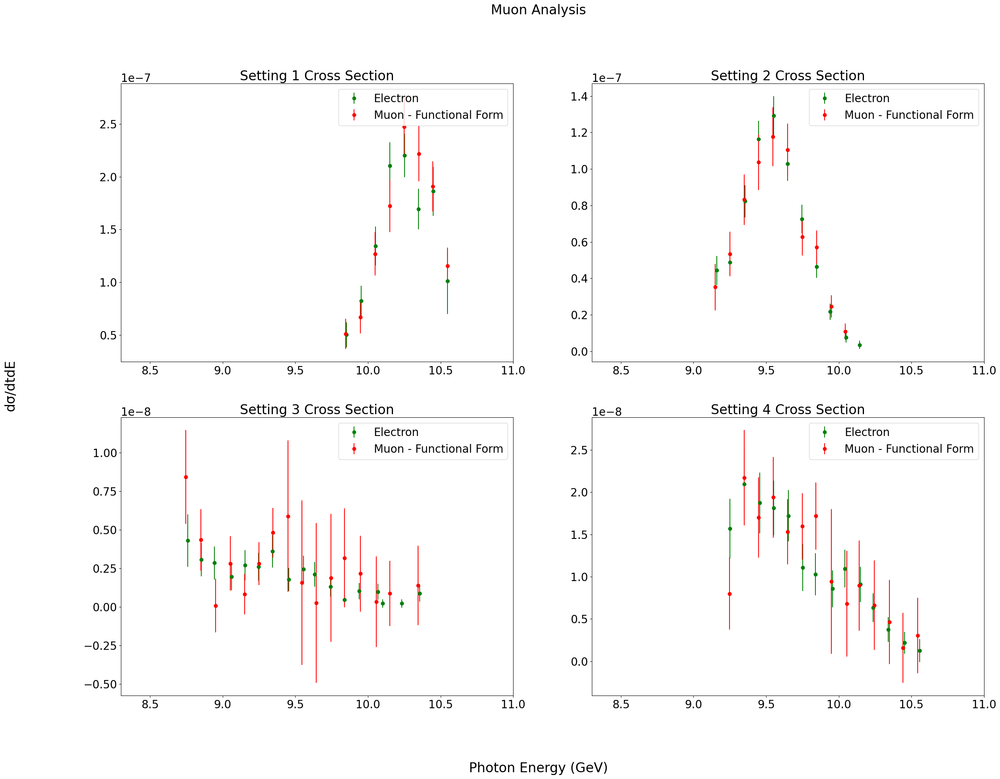 Muon Analysis
Setting 1 Cross Section
1e−7
Electron
Muon - Functional Form
2.5
2.0
1.5
1.0
0.5
8.5 9.0 9.5 10.0 10.5 11.0
Setting 2 Cross Section
1e−7
Electron
Muon - Functional Form
1.4
1.2
1.0
0.8
0.6
0.4
0.2
0.0
8.5 9.0 9.5 10.0 10.5 11.0
dσ/dtdE
Setting 3 Cross Section
1e−8
Electron
Muon - Functional Form
1.00
0.75
0.50
0.25
0.00
−0.25
−0.50
8.5 9.0 9.5 10.0 10.5 11.0
Setting 4 Cross Section
1e−8
Electron
Muon - Functional Form
2.5
2.0
1.5
1.0
0.5
0.0
8.5 9.0 9.5 10.0 10.5 11.0
Photon Energy (GeV)